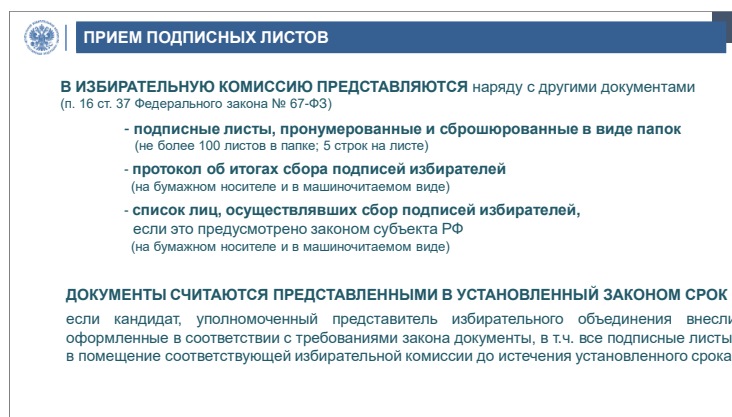 ПРИЕМ ПОДПИСНЫХ ЛИСТОВ
В ИЗБИРАТЕЛЬНУЮ КОМИССИЮ ПРЕДСТАВЛЯЮТСЯ наряду с другими документами
(п. 16 ст. 37 Федерального закона № 67-ФЗ)
- подписные листы, пронумерованные и сброшюрованные в виде папок
(не более 100 листов в папке; 5 строк на листе)
- протокол об итогах сбора подписей избирателей
(на бумажном носителе и в машиночитаемом виде)
- список лиц, осуществлявших сбор подписей избирателей,
если это предусмотрено законом субъекта РФ
(на бумажном носителе и в машиночитаемом виде)
ДОКУМЕНТЫ СЧИТАЮТСЯ ПРЕДСТАВЛЕННЫМИ В УСТАНОВЛЕННЫЙ ЗАКОНОМ СРОК
если кандидат, уполномоченный представитель избирательного объединения внесли
оформленные в соответствии с требованиями закона документы, в т.ч. все подписные листы
в помещение соответствующей избирательной комиссии до истечения установленного срока